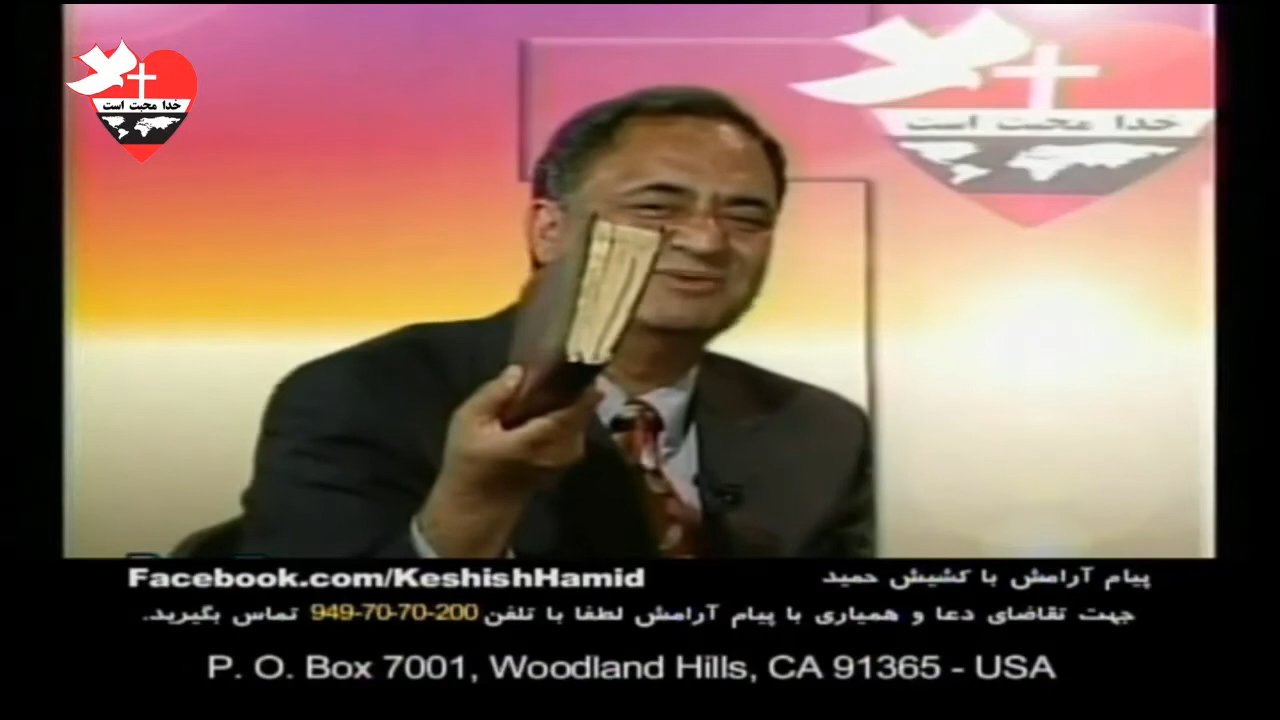 خدا محبت است
خدا محبت است
Facebook.com/KeshishHamid
پیام آرامش با کشیش حمید
جهت تقاضای دعا و همیاری با پیام آرامش لطفا با تلفن 949-70-70-200 تماس بگیرید.
P. O. Box 7001, Woodland Hills, CA 91365 - USA